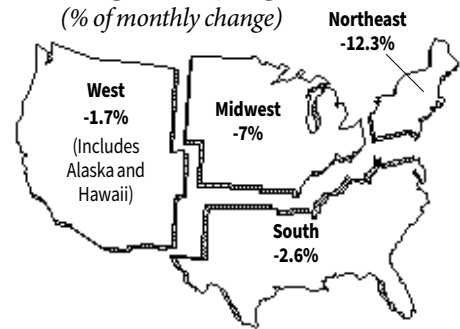 (% of monthly change)
Northeast
-12.3%
West
-1.7%
(Includes
Alaska and
Hawaii)
Midwest
-7%
South
-2.6%